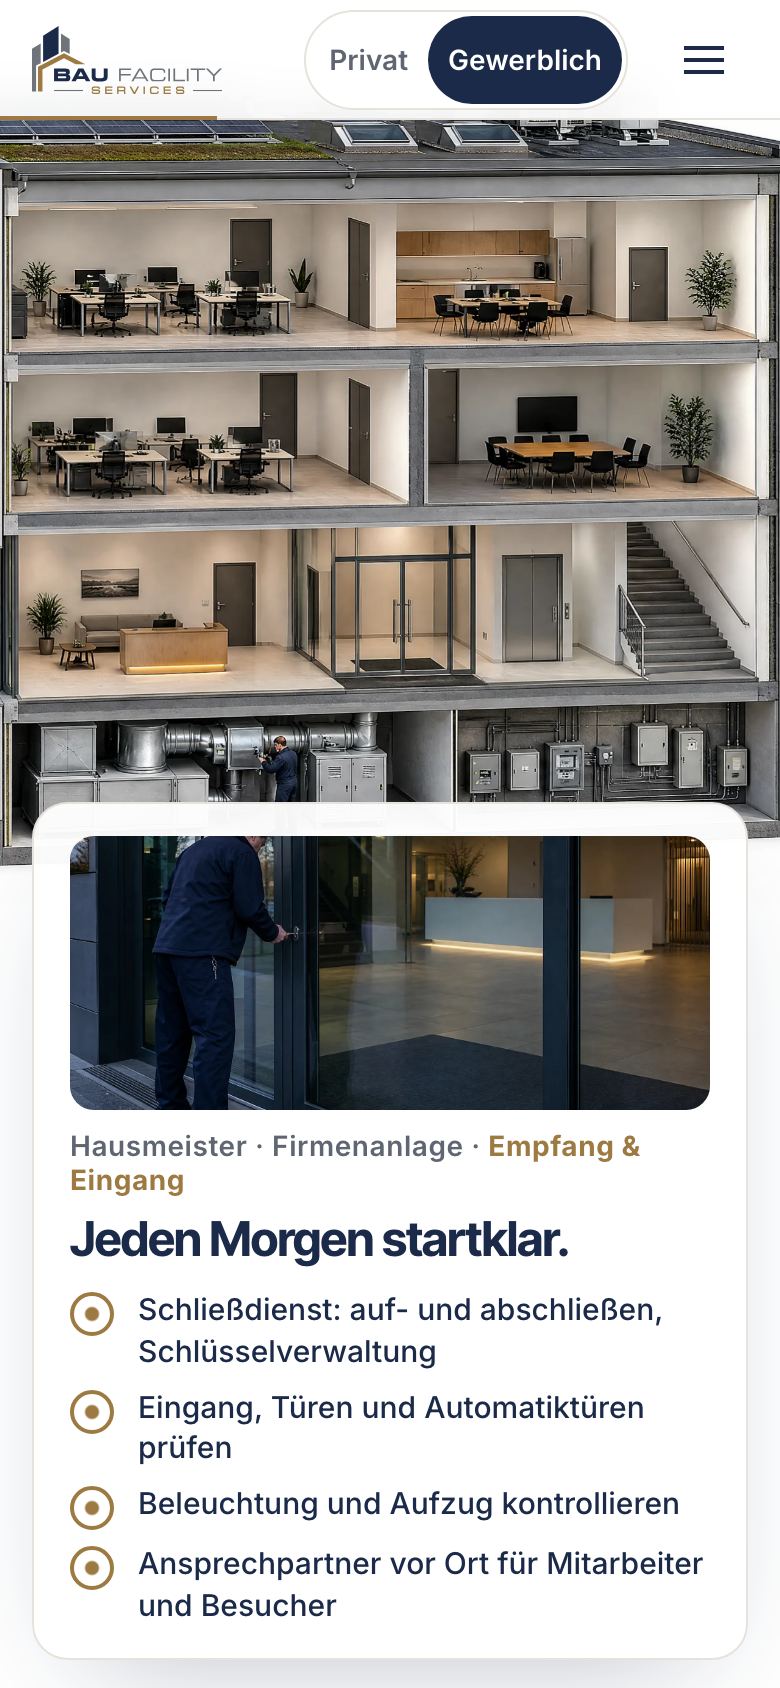 BAU FACILITY
SERVICES
Privat
Gewerblich
Hausmeister · Firmenanlage · Empfang &
Eingang
Jeden Morgen startklar.
Schließdienst: auf- und abschließen,
Schlüsselverwaltung
Eingang, Türen und Automatiktüren
prüfen
Beleuchtung und Aufzug kontrollieren
Ansprechpartner vor Ort für Mitarbeiter
und Besucher